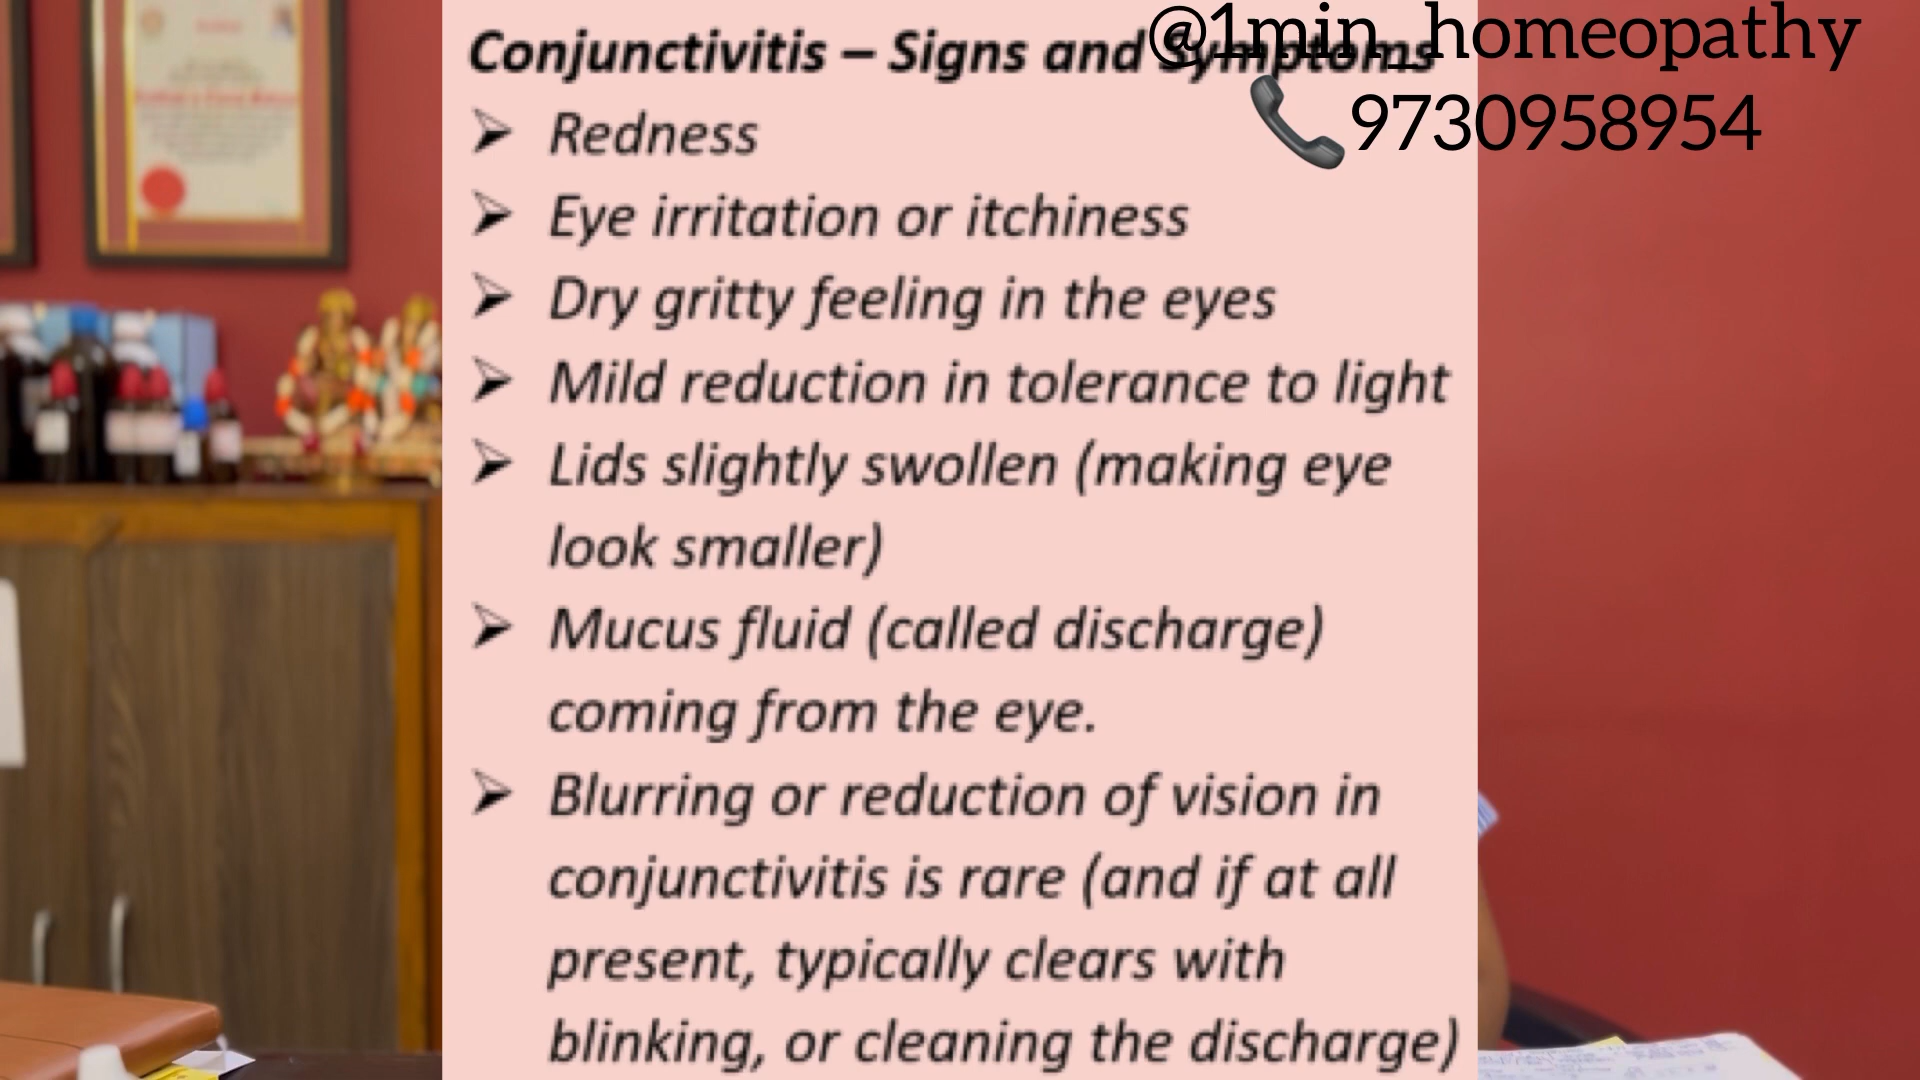 @1min_homeopathy
9730958954
Conjunctivitis – Signs and Symptoms
➢ Redness
➢ Eye irritation or itchiness
➢ Dry gritty feeling in the eyes
➢ Mild reduction in tolerance to light
➢ Lids slightly swollen (making eye
look smaller)
➢ Mucus fluid (called discharge)
coming from the eye.
➢ Blurring or reduction of vision in
conjunctivitis is rare (and if at all
present, typically clears with
blinking, or cleaning the discharge)